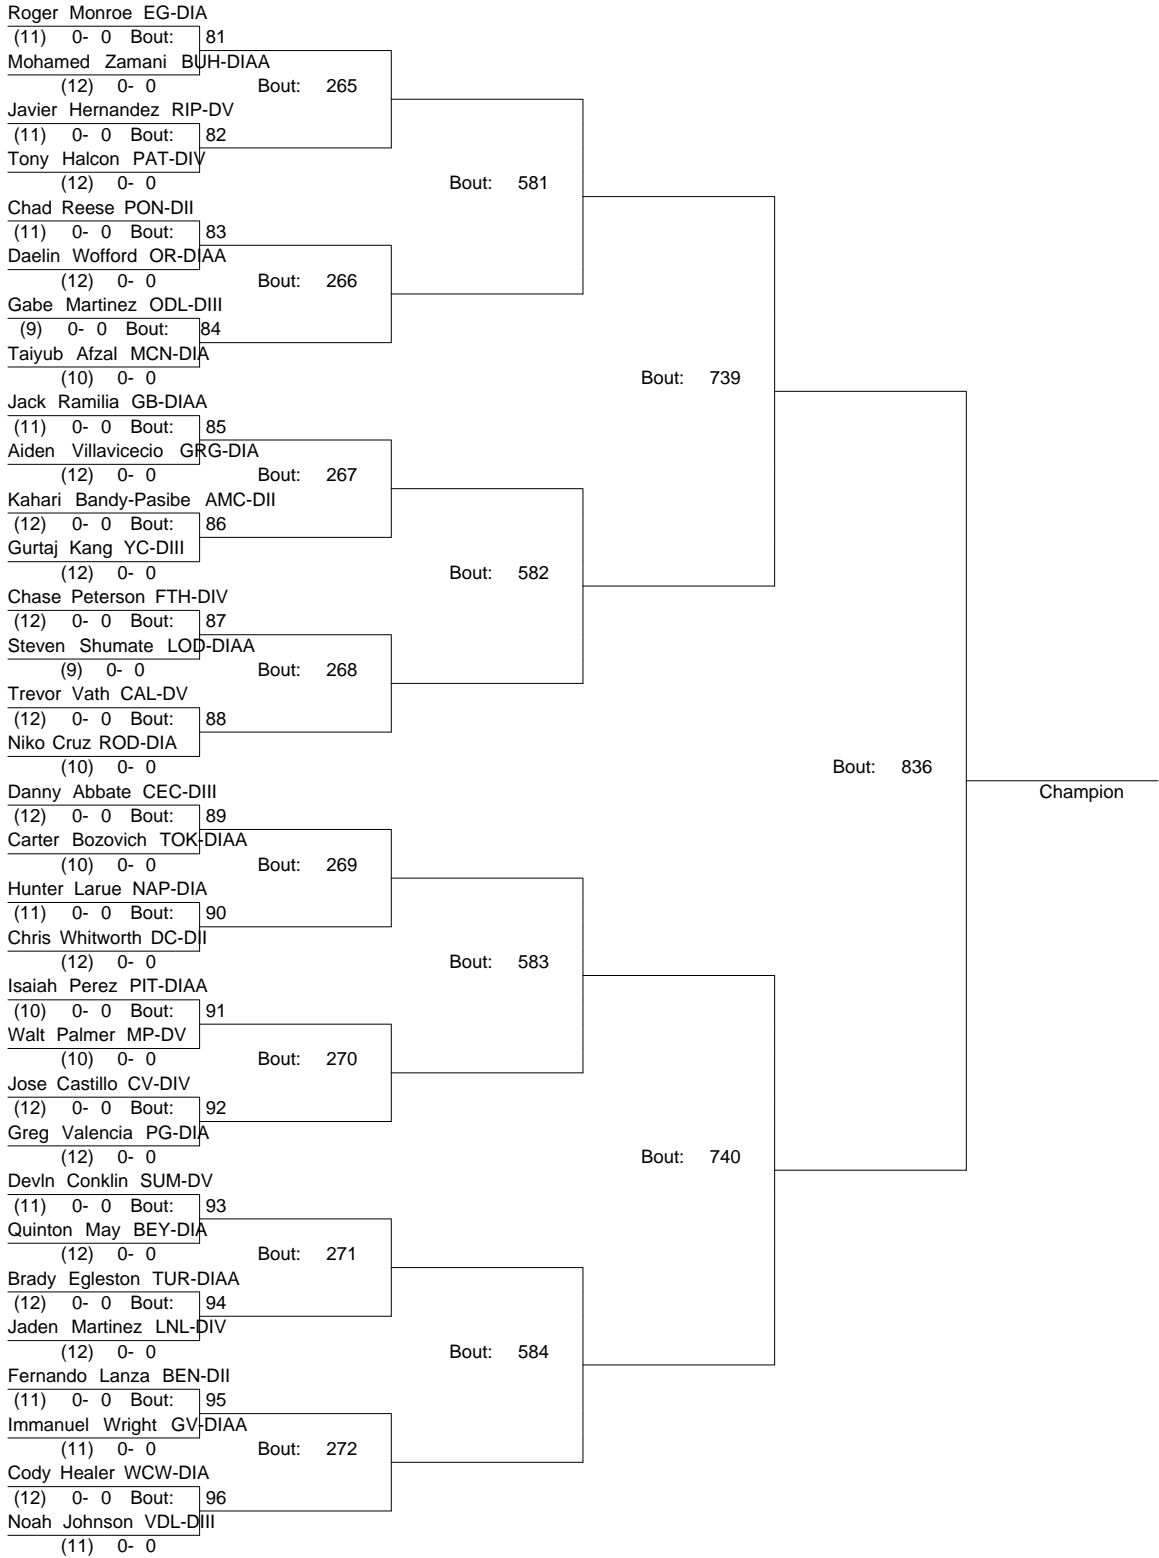 Roger Monroe EG-DIA
(11) 0- 0 Bout: 81
Mohamed Zamani BUH-DIAA
(12) 0- 0 Bout: 265
Javier Hernandez RIP-DV
(11) 0- 0 Bout: 82
Tony Halcon PAT-DIV
(12) 0- 0 Bout: 581
Chad Reese PON-DII
(11) 0- 0 Bout: 83
Daelin Wofford OR-DIAA
(12) 0- 0 Bout: 266
Gabe Martinez ODL-DIII
(9) 0- 0 Bout: 84
Taiyub Afzal MCN-DIA
(10) 0- 0 Bout: 739
Jack Ramilia GB-DIAA
(11) 0- 0 Bout: 85
Aiden Villavicecio GRG-DIA
(12) 0- 0 Bout: 267
Kahari Bandy-Pasibe AMC-DII
(12) 0- 0 Bout: 86
Gurtaj Kang YC-DIII
(12) 0- 0 Bout: 582
Chase Peterson FTH-DIV
(12) 0- 0 Bout: 87
Steven Shumate LOD-DIAA
(9) 0- 0 Bout: 268
Trevor Vath CAL-DV
(12) 0- 0 Bout: 88
Niko Cruz ROD-DIA
(10) 0- 0 Bout: 836
Danny Abbate CEC-DIII Champion
(12) 0- 0 Bout: 89
Carter Bozovich TOK-DIAA
(10) 0- 0 Bout: 269
Hunter Larue NAP-DIA
(11) 0- 0 Bout: 90
Chris Whitworth DC-DII
(12) 0- 0 Bout: 583
Isaiah Perez PIT-DIAA
(10) 0- 0 Bout: 91
Walt Palmer MP-DV
(10) 0- 0 Bout: 270
Jose Castillo CV-DIV
(12) 0- 0 Bout: 92
Greg Valencia PG-DIA
(12) 0- 0 Bout: 740
Devln Conklin SUM-DV
(11) 0- 0 Bout: 93
Quinton May BEY-DIA
(12) 0- 0 Bout: 271
Brady Egleston TUR-DIAA
(12) 0- 0 Bout: 94
Jaden Martinez LNL-DIV
(12) 0- 0 Bout: 584
Fernando Lanza BEN-DII
(11) 0- 0 Bout: 95
Immanuel Wright GV-DIAA
(11) 0- 0 Bout: 272
Cody Healer WCW-DIA
(12) 0- 0 Bout: 96
Noah Johnson VDL-DIII
(11) 0- 0